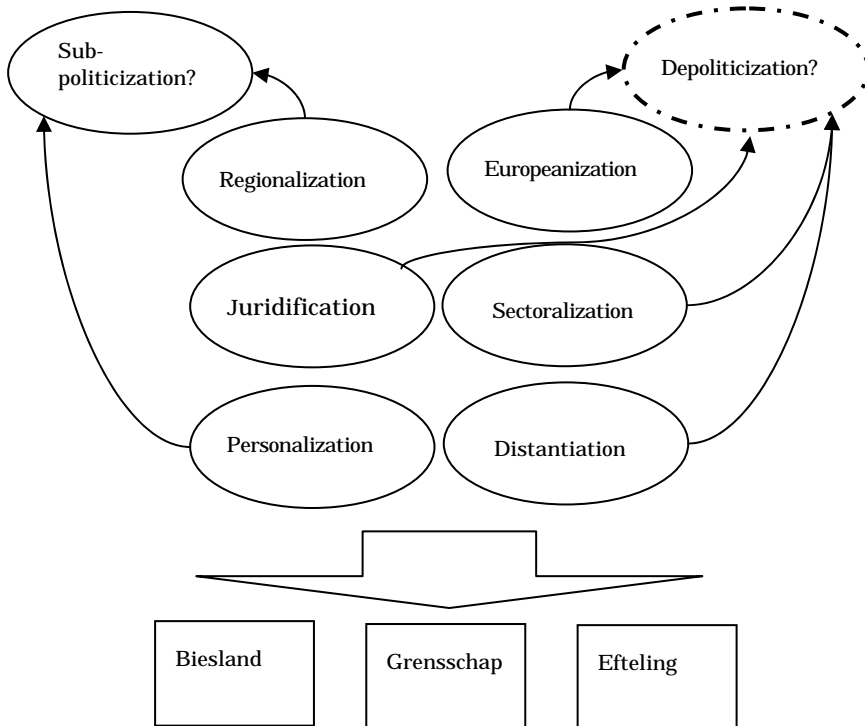 Sub-
politicization?
Depoliticization?
Regionalization
Europeanization
Juridification
Sectoralization
Personalization
Distantiation
Biesland
Grensschap
Efteling